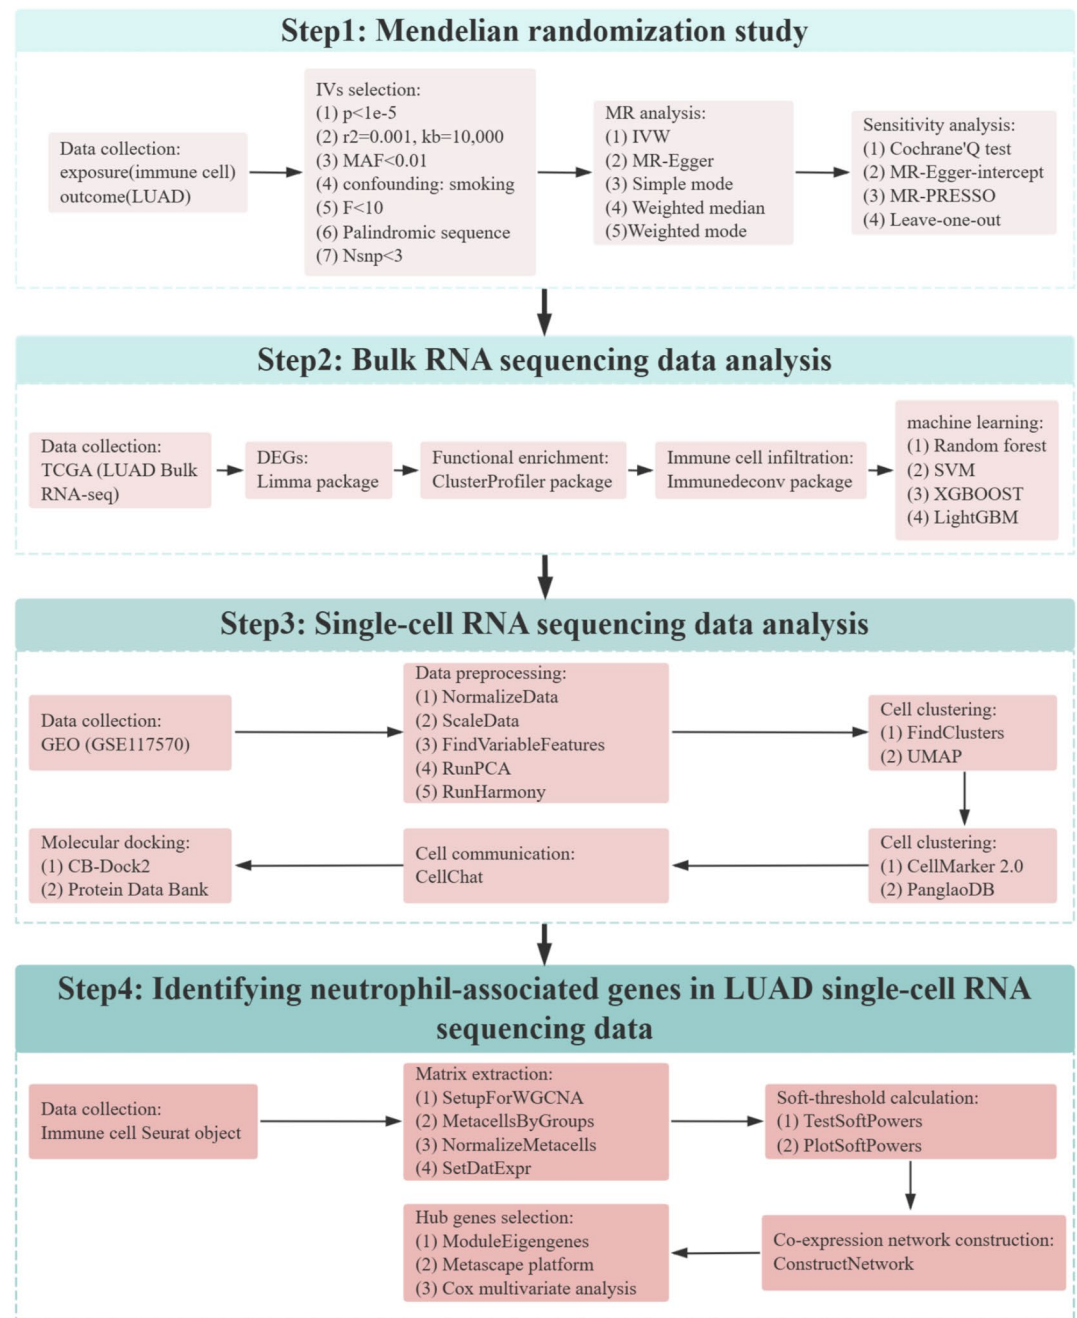 Step1: Mendelian randomization study
Data collection:
exposure(immune cell)
outcome(LUAD)
IVs selection:
(1) p<1e-5
(2) r2=0.001, kb=10,000
(3) MAF<0.01
(4) confounding: smoking
(5) F<10
(6) Palindromic sequence
(7) Nsnp<3
MR analysis:
(1) IVW
(2) MR-Egger
(3) Simple mode
(4) Weighted median
(5)Weighted mode
Sensitivity analysis:
(1) Cochrane'Q test
(2) MR-Egger-intercept
(3) MR-PRESSO
(4) Leave-one-out
Step2: Bulk RNA sequencing data analysis
Data collection:
TCGA (LUAD Bulk
RNA-seq)
DEGs:
Limma package
Functional enrichment:
ClusterProfiler package
Immune cell infiltration:
Immunedeconv package
machine learning:
(1) Random forest
(2) SVM
(3) XGBOOST
(4) LightGBM
Step3: Single-cell RNA sequencing data analysis
Data collection:
GEO (GSE117570)
Data preprocessing:
(1) NormalizeData
(2) ScaleData
(3) FindVariableFeatures
(4) RunPCA
(5) RunHarmony
Cell clustering:
(1) FindClusters
(2) UMAP
Cell clustering:
(1) CellMarker 2.0
(2) PanglaoDB
Cell communication:
CellChat
Molecular docking:
(1) CB-Dock2
(2) Protein Data Bank
Step4: Identifying neutrophil-associated genes in LUAD single-cell RNA
sequencing data
Data collection:
Immune cell Seurat object
Matrix extraction:
(1) SetupForWGCNA
(2) MetacellsByGroups
(3) NormalizeMetacells
(4) SetDatExpr
Soft-threshold calculation:
(1) TestSoftPowers
(2) PlotSoftPowers
Co-expression network construction:
ConstructNetwork
Hub genes selection:
(1) ModuleEigengenes
(2) Metascape platform
(3) Cox multivariate analysis